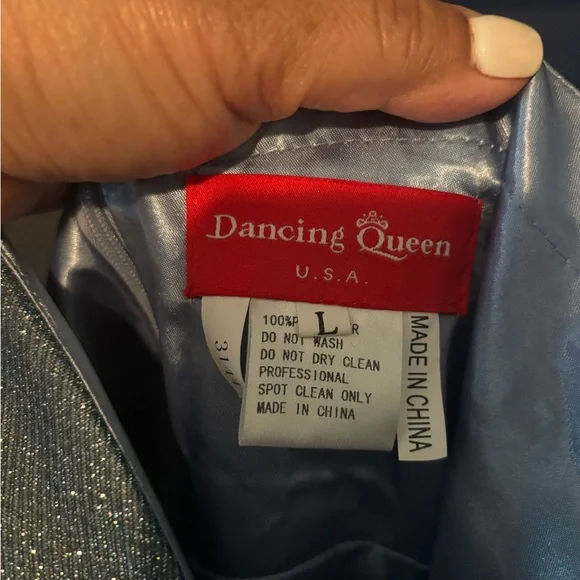 Dancing Queen
U.S.A.
L
100%P R
DO NOT WASH
DO NOT DRY CLEAN
PROFESSIONAL
SPOT CLEAN ONLY
MADE IN CHINA
MADE IN CHINA